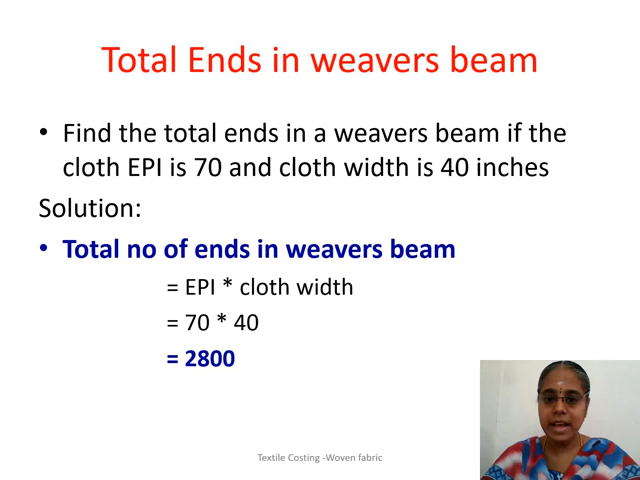 Total Ends in weavers beam
• Find the total ends in a weavers beam if the
cloth EPI is 70 and cloth width is 40 inches
Solution:
• Total no of ends in weavers beam
= EPI * cloth width
= 70 * 40
= 2800
Textile Costing -Woven fabric